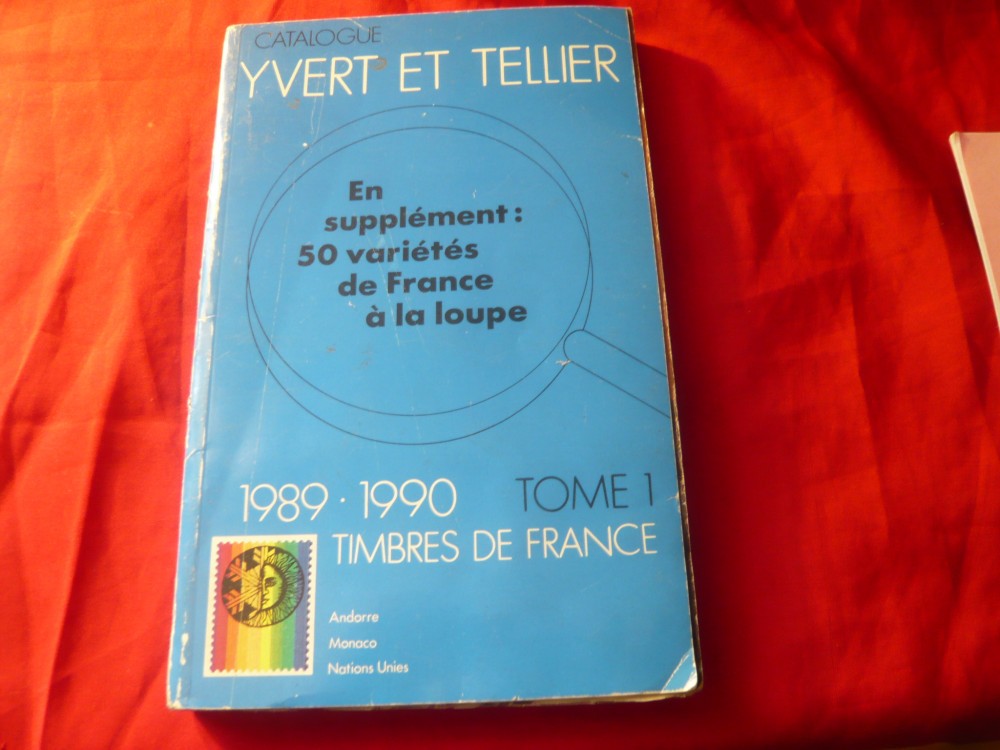 CATALOGUE
YVERT ET TELLIER
En
supplément :
50 variétés
de France
à la loupe
1989 · 1990 TOME 1
TIMBRES DE FRANCE
Andorre
Monaco
Nations Unies